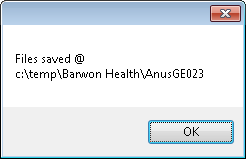 Files saved @
c:\temp\Barwon Health\AnusGE023
OK